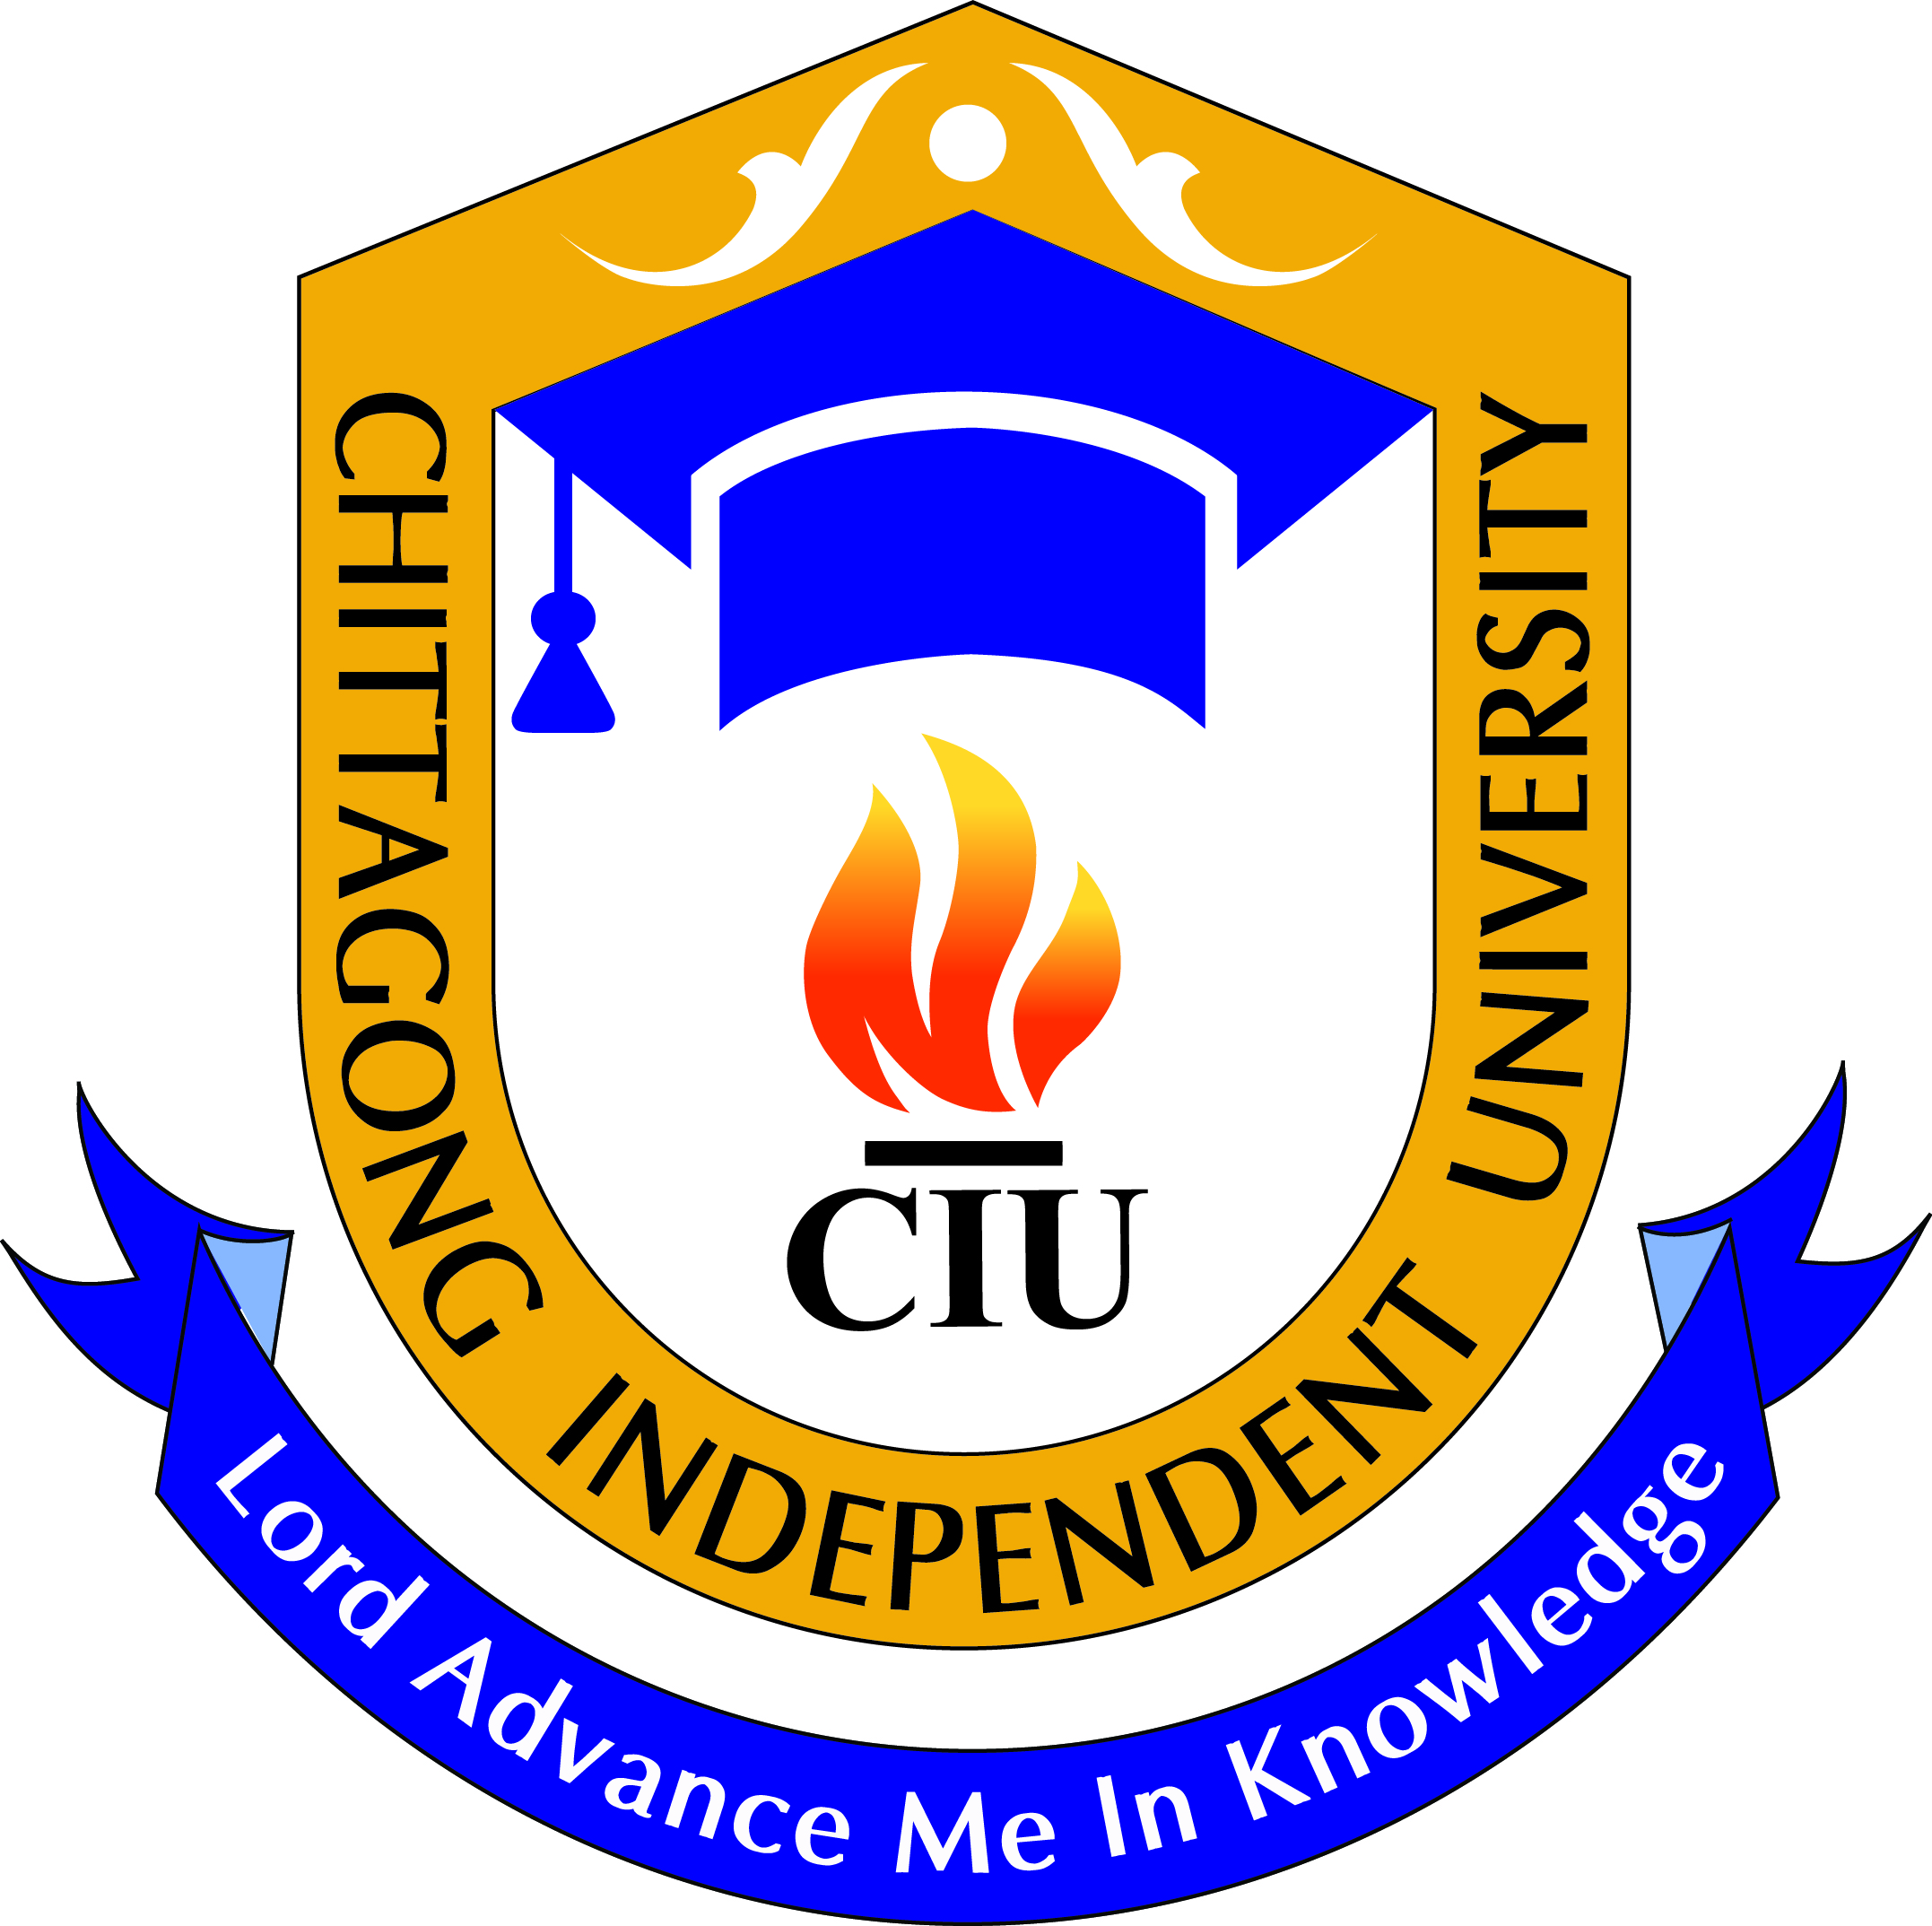 CHITTAGONG INDEPENDENT UNIVERSITY
CIU
Lord Advance Me In Knowledge